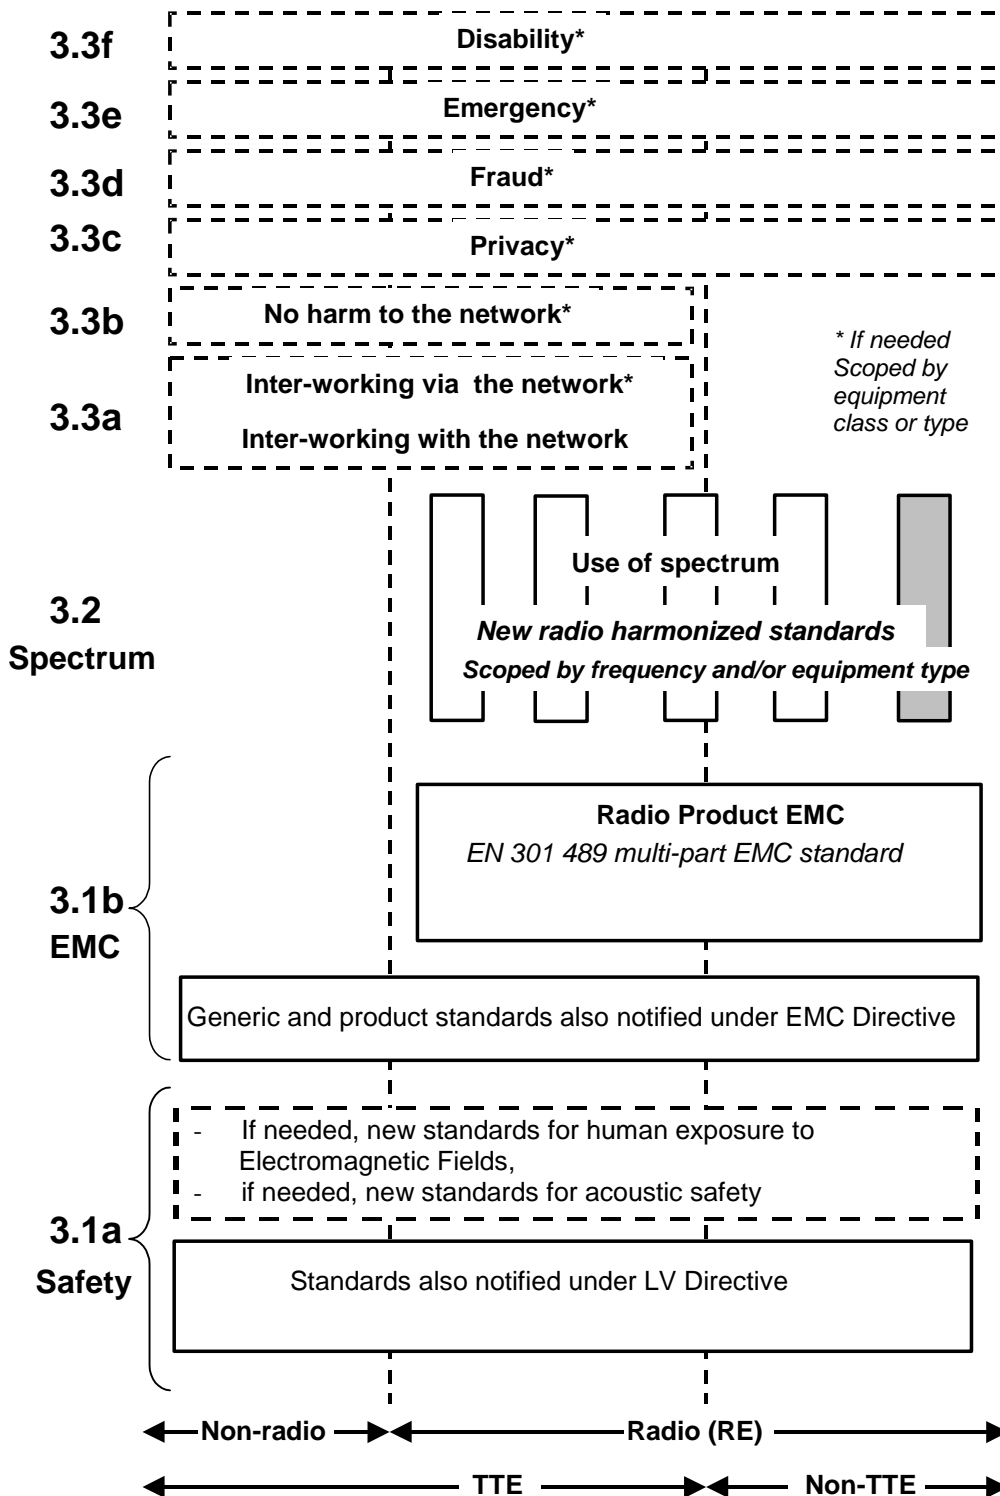 3.3f
Disability*
3.3e
Emergency*
3.3d
Fraud*
3.3c
Privacy*
3.3b
No harm to the network*
3.3a
Inter-working via the network*
Inter-working with the network
* If needed
Scoped by
equipment
class or type
3.2
Spectrum
Use of spectrum
New radio harmonized standards
Scoped by frequency and/or equipment type
3.1b
EMC
Radio Product EMC
EN 301 489 multi-part EMC standard
Generic and product standards also notified under EMC Directive
3.1a
Safety
- If needed, new standards for human exposure to
Electromagnetic Fields,
- if needed, new standards for acoustic safety
Standards also notified under LV Directive
Non-radio
Radio (RE)
TTE
Non-TTE